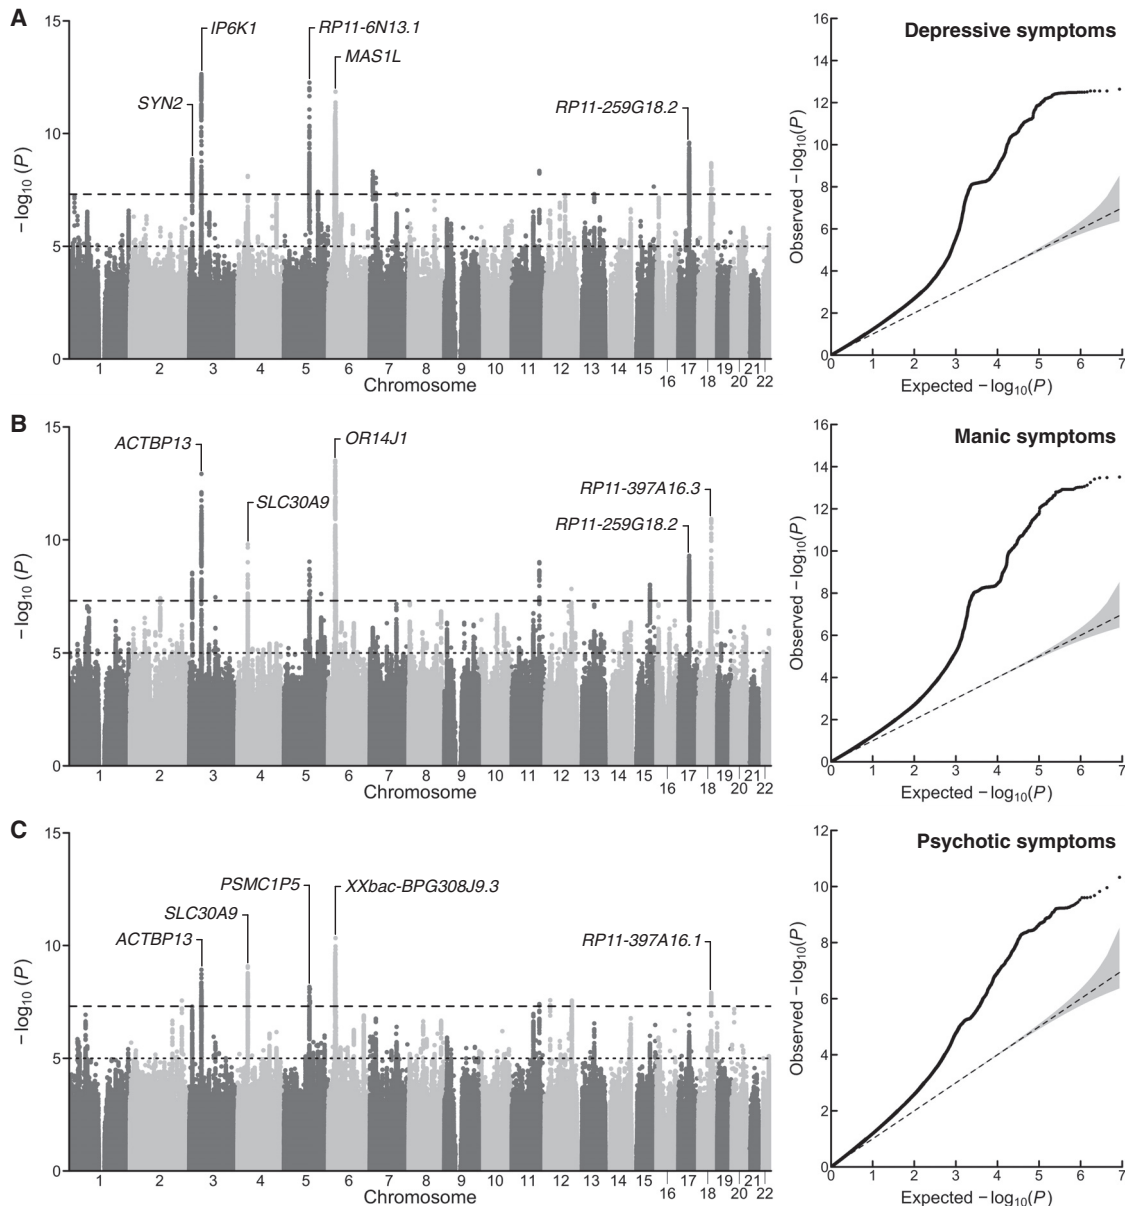 A
Depressive symptoms
IP6K1
RP11-6N13.1
MAS1L
SYN2
RP11-259G18.2
15
10
5
0
−log10 (P)
1 2 3 4 5 6 7 8 9 10 11 12 13 14 15 16 17 18 19 20 21 22
Chromosome
16
14
12
10
8
6
4
2
0
Observed −log10(P)
0 1 2 3 4 5 6 7
Expected −log10(P)
B
Manic symptoms
OR14J1
ACTBP13
SLC30A9
RP11-397A16.3
RP11-259G18.2
15
10
5
0
−log10 (P)
1 2 3 4 5 6 7 8 9 10 11 12 13 14 15 16 17 18 19 20 21 22
Chromosome
16
14
12
10
8
6
4
2
0
Observed −log10(P)
0 1 2 3 4 5 6 7
Expected −log10(P)
C
Psychotic symptoms
PSMC1P5
XXbac-BPG308J9.3
SLC30A9
ACTBP13
RP11-397A16.1
15
10
5
0
−log10 (P)
1 2 3 4 5 6 7 8 9 10 11 12 13 14 15 16 17 18 19 20 21 22
Chromosome
12
10
8
6
4
2
0
Observed −log10(P)
0 1 2 3 4 5 6 7
Expected −log10(P)